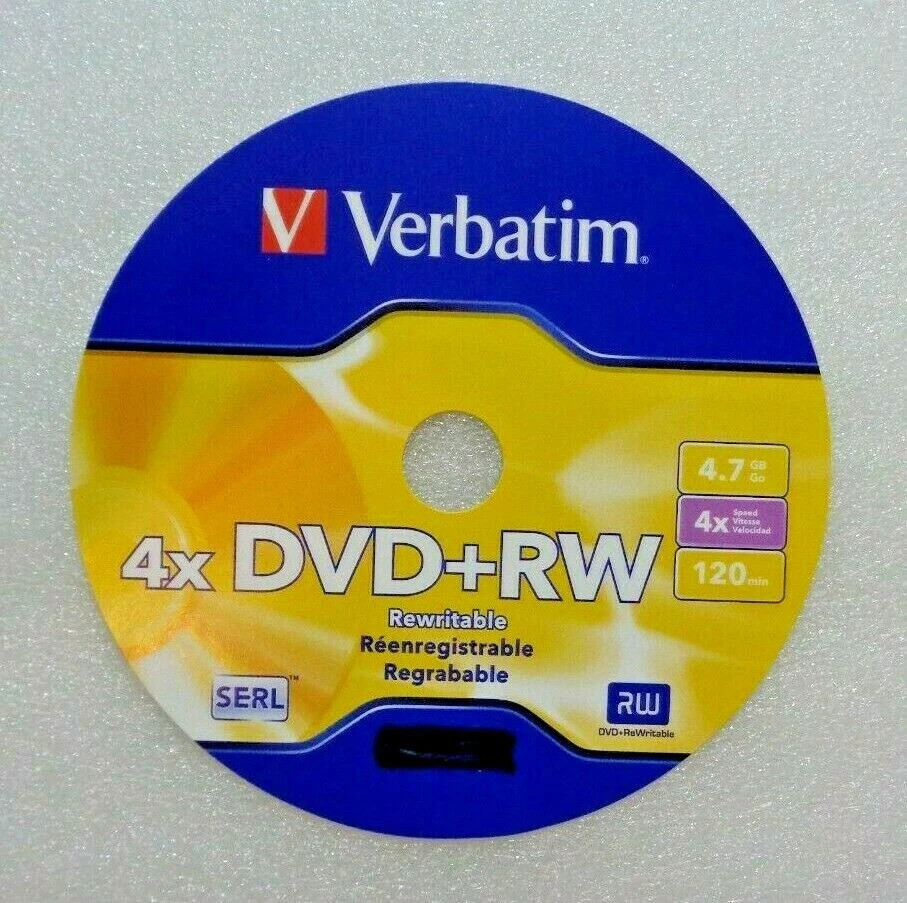 V Verbatim®
4.7 GB Go
4x Speed Vitesse Velocidad
120 min
4x DVD+RW
Rewritable
Réenregistrable
Regrabable
SERL™
RW
DVD+ReWritable